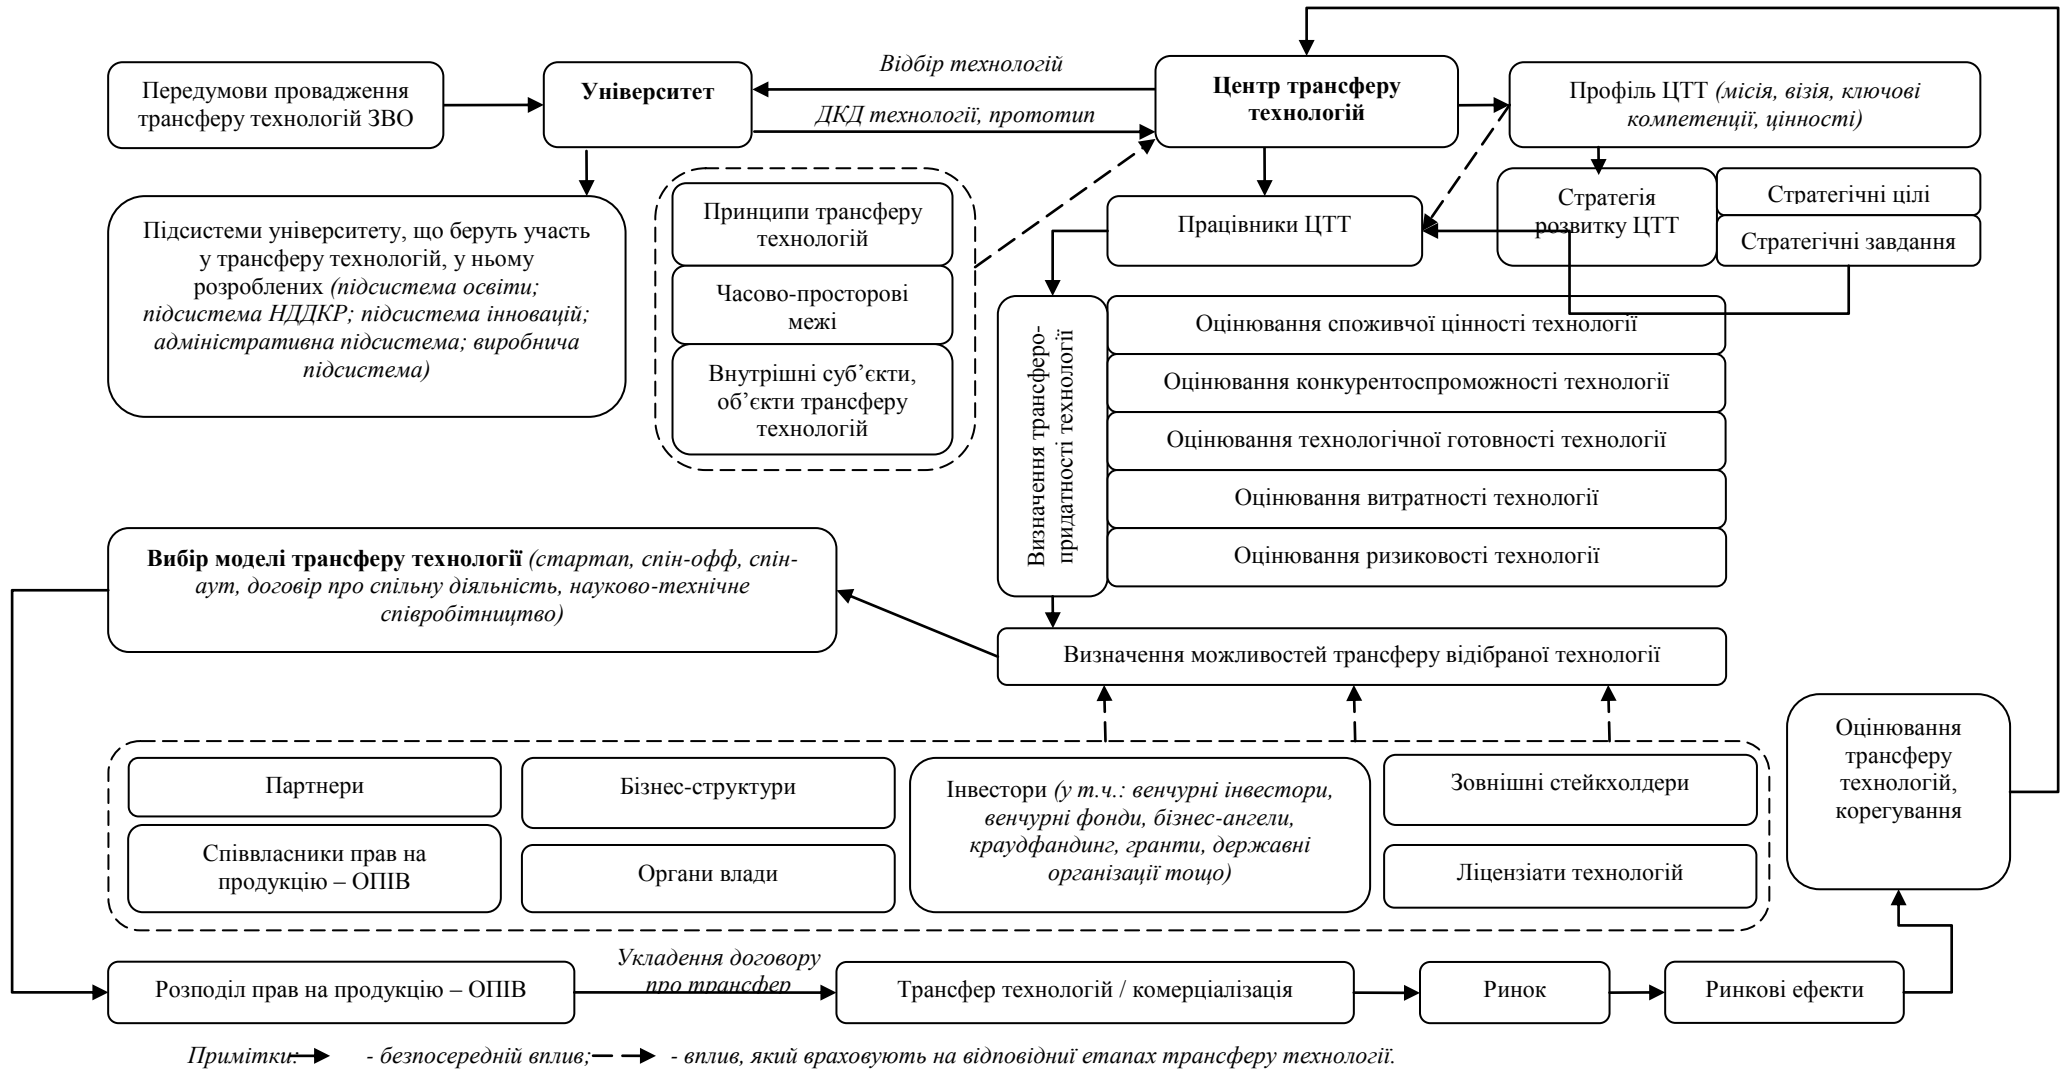 Передумови провадження
трансферу технологій ЗВО
Університет
Відбір технологій
ДКД технології, прототип
Центр трансферу
технологій
Профіль ЦТТ (місія, візія, ключові
компетенції, цінності)
Підсистеми університету, що беруть участь
у трансферу технологій, у ньому
розроблених (підсистема освіти;
підсистема НДДКР; підсистема інновацій;
адміністративна підсистема; виробнича
підсистема)
Принципи трансферу
технологій
Часово-просторові
межі
Внутрішні суб’єкти,
об’єкти трансферу
технологій
Працівники ЦТТ
Стратегія
розвитку ЦТТ
Стратегічні цілі
Стратегічні завдання
Визначення трансферо-
придатності технології
Оцінювання споживчої цінності технології
Оцінювання конкурентоспроможності технології
Оцінювання технологічної готовності технології
Оцінювання витратності технології
Оцінювання ризиковості технології
Вибір моделі трансферу технології (стартап, спін-офф, спін-
аут, договір про спільну діяльність, науково-технічне
співробітництво)
Визначення можливостей трансферу відібраної технології
Партнери
Співвласники прав на
продукцію – ОПІВ
Бізнес-структури
Органи влади
Інвестори (у т.ч.: венчурні інвестори,
венчурні фонди, бізнес-ангели,
краудфандинг, гранти, державні
організації тощо)
Зовнішні стейкхолдери
Ліцензіати технологій
Оцінювання
трансферу
технологій,
корегування
Розподіл прав на продукцію – ОПІВ
Укладення договору
про трансфер
Трансфер технологій / комерціалізація
Ринок
Ринкові ефекти
Примітки: - безпосередній вплив; - вплив, який враховують на відповідниї етапах трансферу технології.